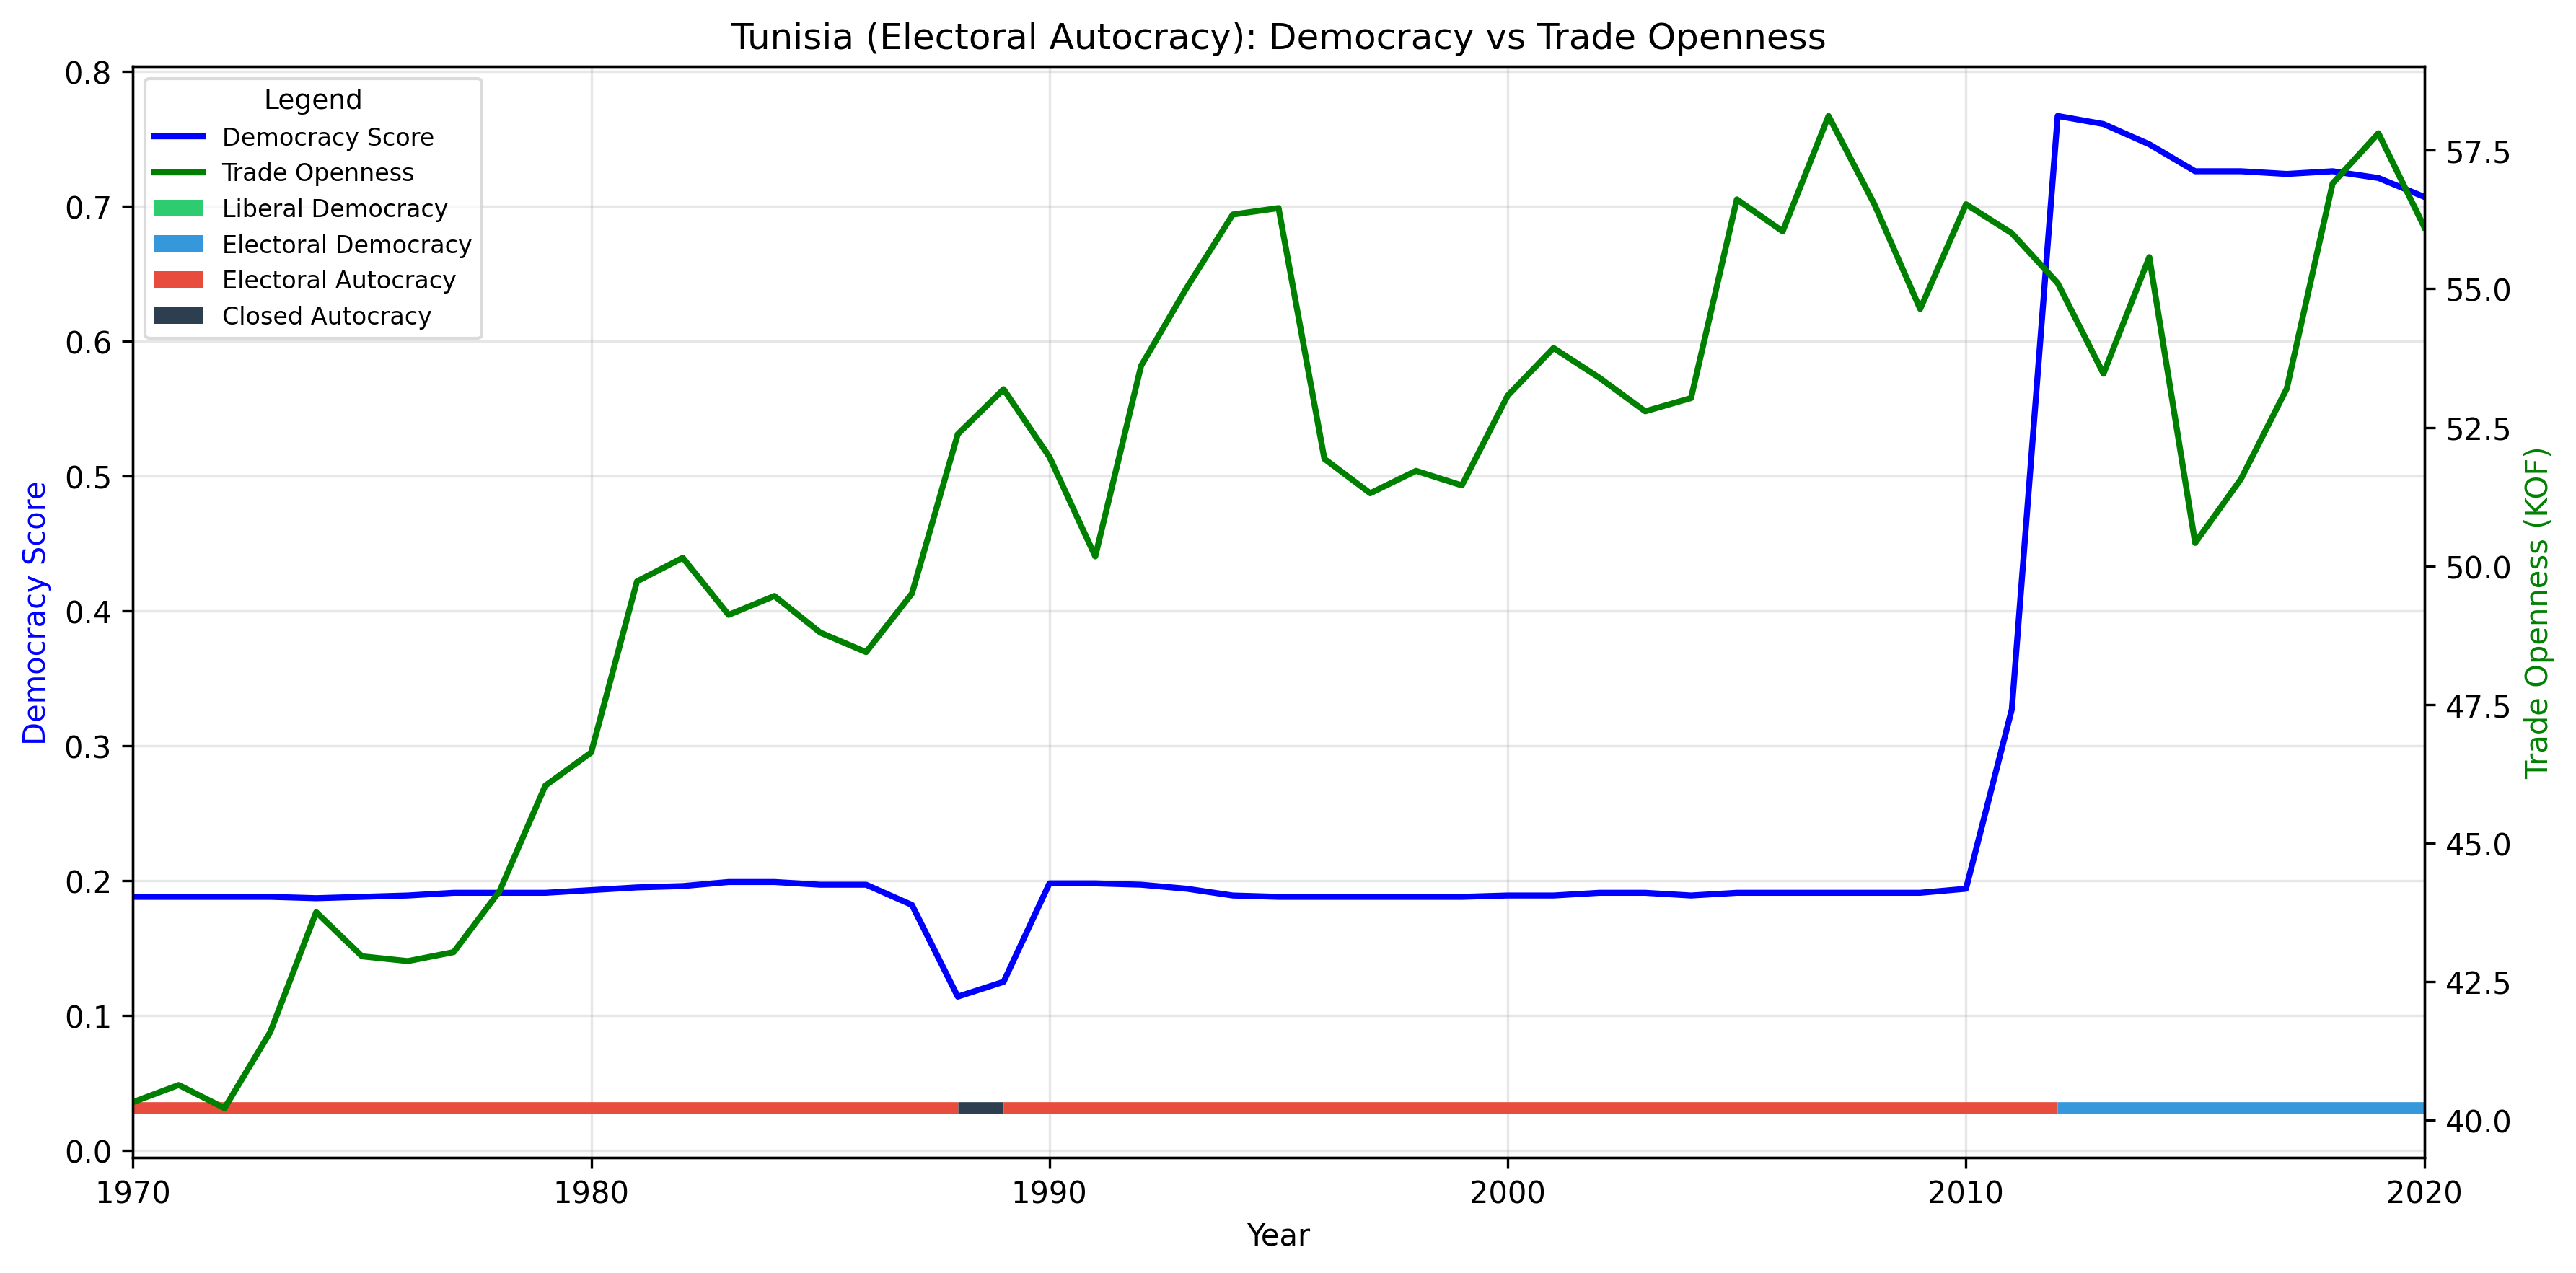 Tunisia (Electoral Autocracy): Democracy vs Trade Openness
Legend
Democracy Score
Trade Openness
Liberal Democracy
Electoral Democracy
Electoral Autocracy
Closed Autocracy
Democracy Score
0.8
0.7
0.6
0.5
0.4
0.3
0.2
0.1
0.0
57.5
55.0
52.5
50.0
47.5
45.0
42.5
40.0
Trade Openness (KOF)
1970 1980 1990 2000 2010 2020
Year